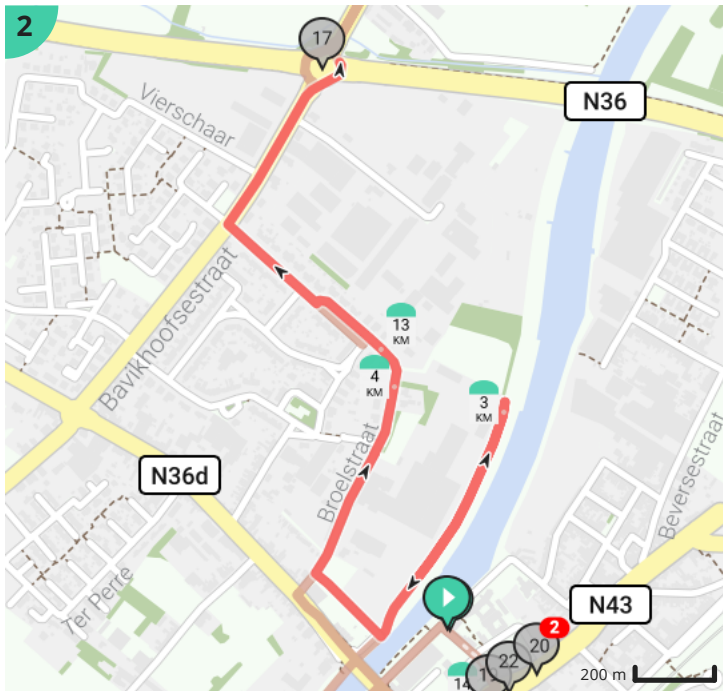 2
17
N36
Vierschaar
Bavikhoofsestraat
13
KM
4
KM
3
KM
Broelstraat
N36d
Beversestraat
Ter Perre
N43
2
20
22
14
200 m